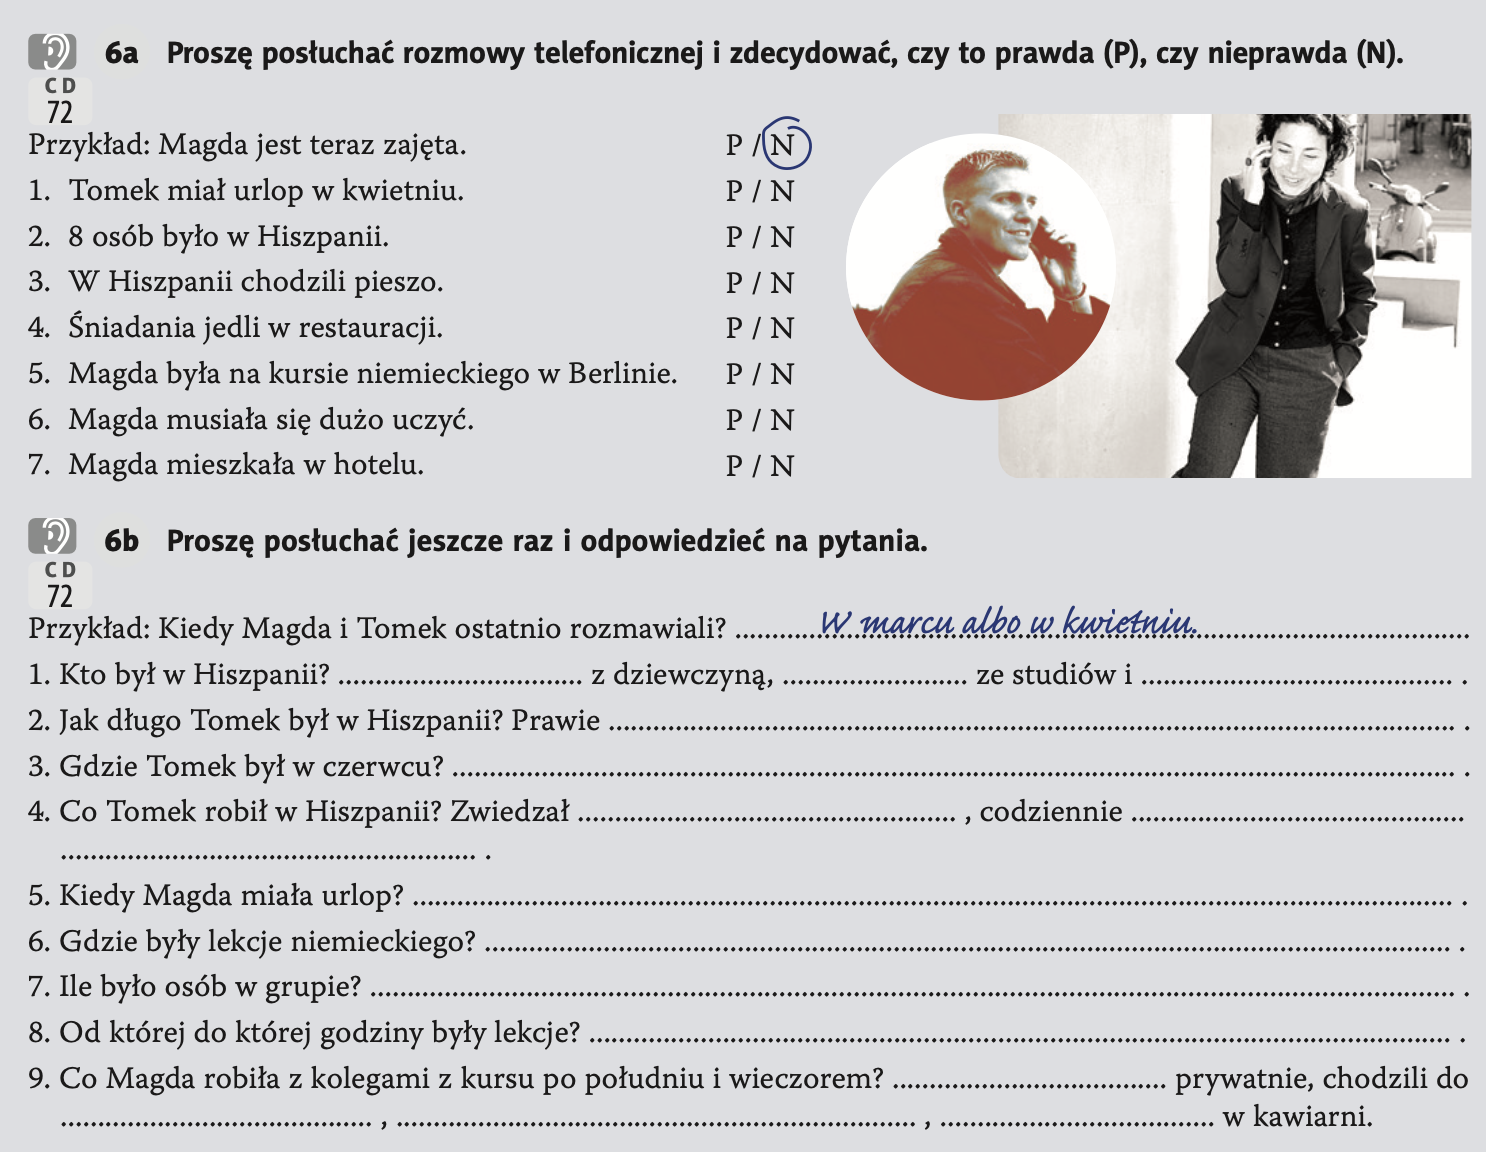 6a Proszę posłuchać rozmowy telefonicznej i zdecydować, czy to prawda (P), czy nieprawda (N).
CD
72
Przykład: Magda jest teraz zajęta. P / N
1. Tomek miał urlop w kwietniu. P / N
2. 8 osób było w Hiszpanii. P / N
3. W Hiszpanii chodzili pieszo. P / N
4. Śniadania jedli w restauracji. P / N
5. Magda była na kursie niemieckiego w Berlinie. P / N
6. Magda musiała się dużo uczyć. P / N
7. Magda mieszkała w hotelu. P / N
6b Proszę posłuchać jeszcze raz i odpowiedzieć na pytania.
CD
72
Przykład: Kiedy Magda i Tomek ostatnio rozmawiali? W marcu albo w kwietniu.
1. Kto był w Hiszpanii? ........................ z dziewczyną, ........................ ze studiów i ........................ .
2. Jak długo Tomek był w Hiszpanii? Prawie ........................ .
3. Gdzie Tomek był w czerwcu? ........................ .
4. Co Tomek robił w Hiszpanii? Zwiedzał ........................ , codziennie ........................
........................ .
5. Kiedy Magda miała urlop? ........................ .
6. Gdzie były lekcje niemieckiego? ........................ .
7. Ile było osób w grupie? ........................ .
8. Od której do której godziny były lekcje? ........................ .
9. Co Magda robiła z kolegami z kursu po południu i wieczorem? ........................ prywatnie, chodzili do
........................ , ........................ , ........................ w kawiarni.